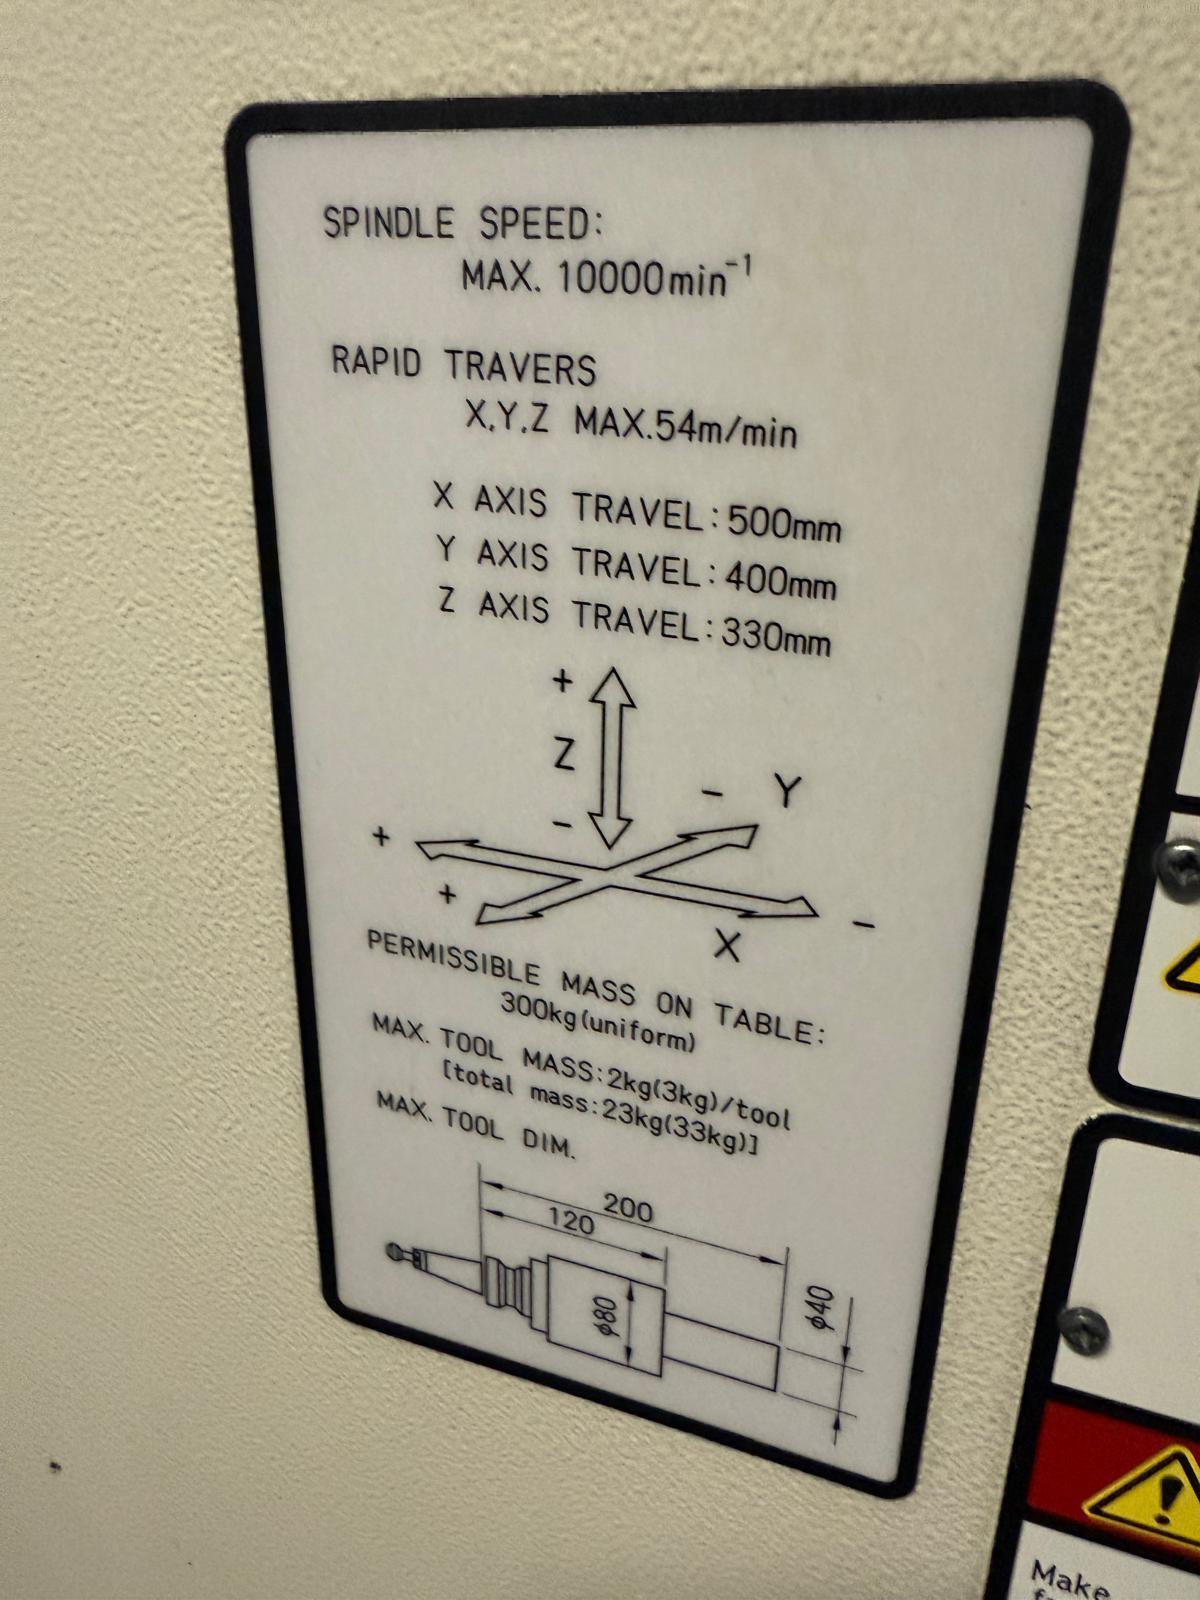 SPINDLE SPEED:
MAX. 10000min⁻¹
RAPID TRAVERS
X,Y,Z MAX.54m/min
X AXIS TRAVEL:500mm
Y AXIS TRAVEL:400mm
Z AXIS TRAVEL:330mm
+
Z
-
- Y
+
+
-
X
PERMISSIBLE MASS ON TABLE:
300kg(uniform)
MAX. TOOL MASS:2kg(3kg)/tool
[total mass:23kg(33kg)]
MAX. TOOL DIM.
200
120
φ80
φ40
Make